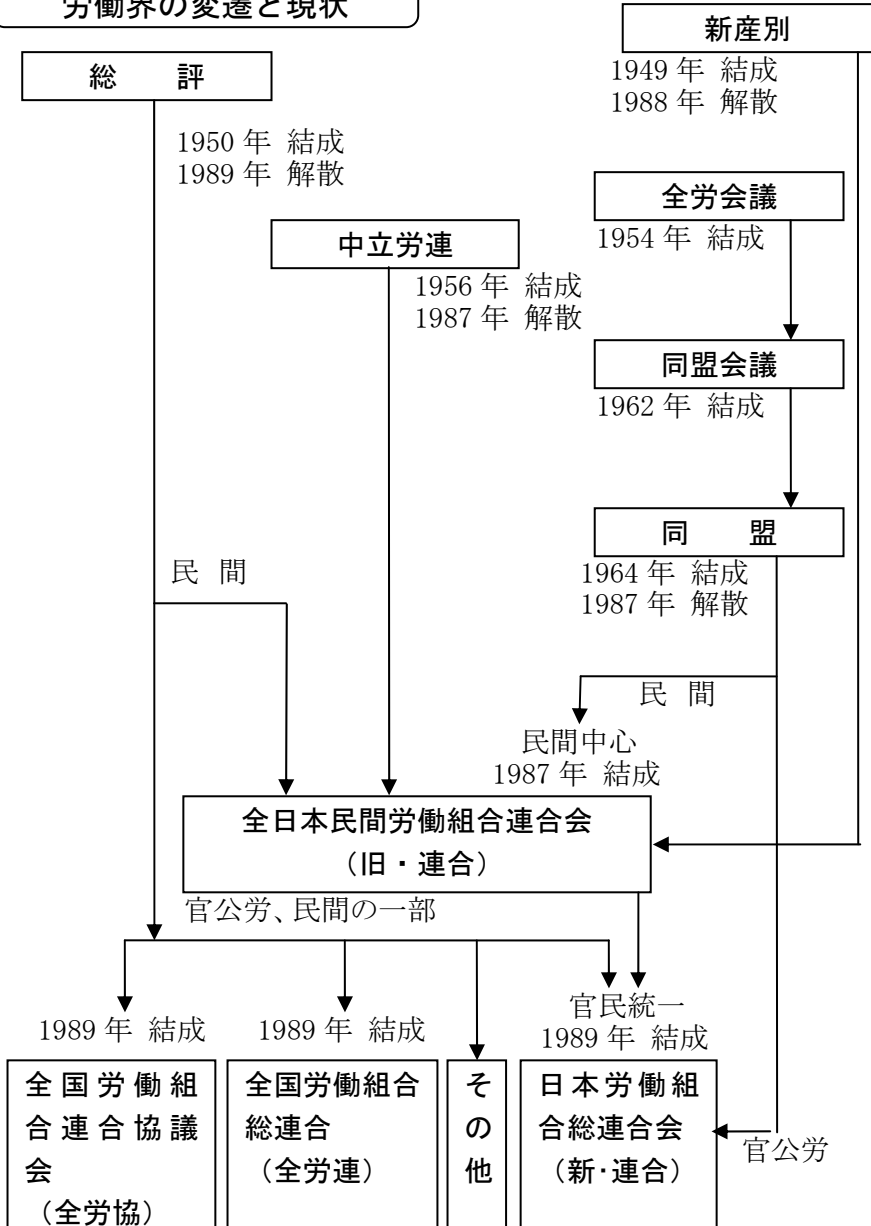 労働界の変遷と現状
新産別
1949 年 結成
1988 年 解散
総　　評
1950 年 結成
1989 年 解散
全労会議
1954 年 結成
中立労連
1956 年 結成
1987 年 解散
同盟会議
1962 年 結成
同　　盟
1964 年 結成
1987 年 解散
民 間
民 間
民間中心
1987 年 結成
全日本民間労働組合連合会
（旧・連合）
官公労、民間の一部
1989 年 結成
全国労働組
合連合協議
会
（全労協）
1989 年 結成
全国労働組合
総連合
（全労連）
そ
の
他
官民統一
1989 年 結成
日本労働組
合総連合会
（新・連合）
官公労